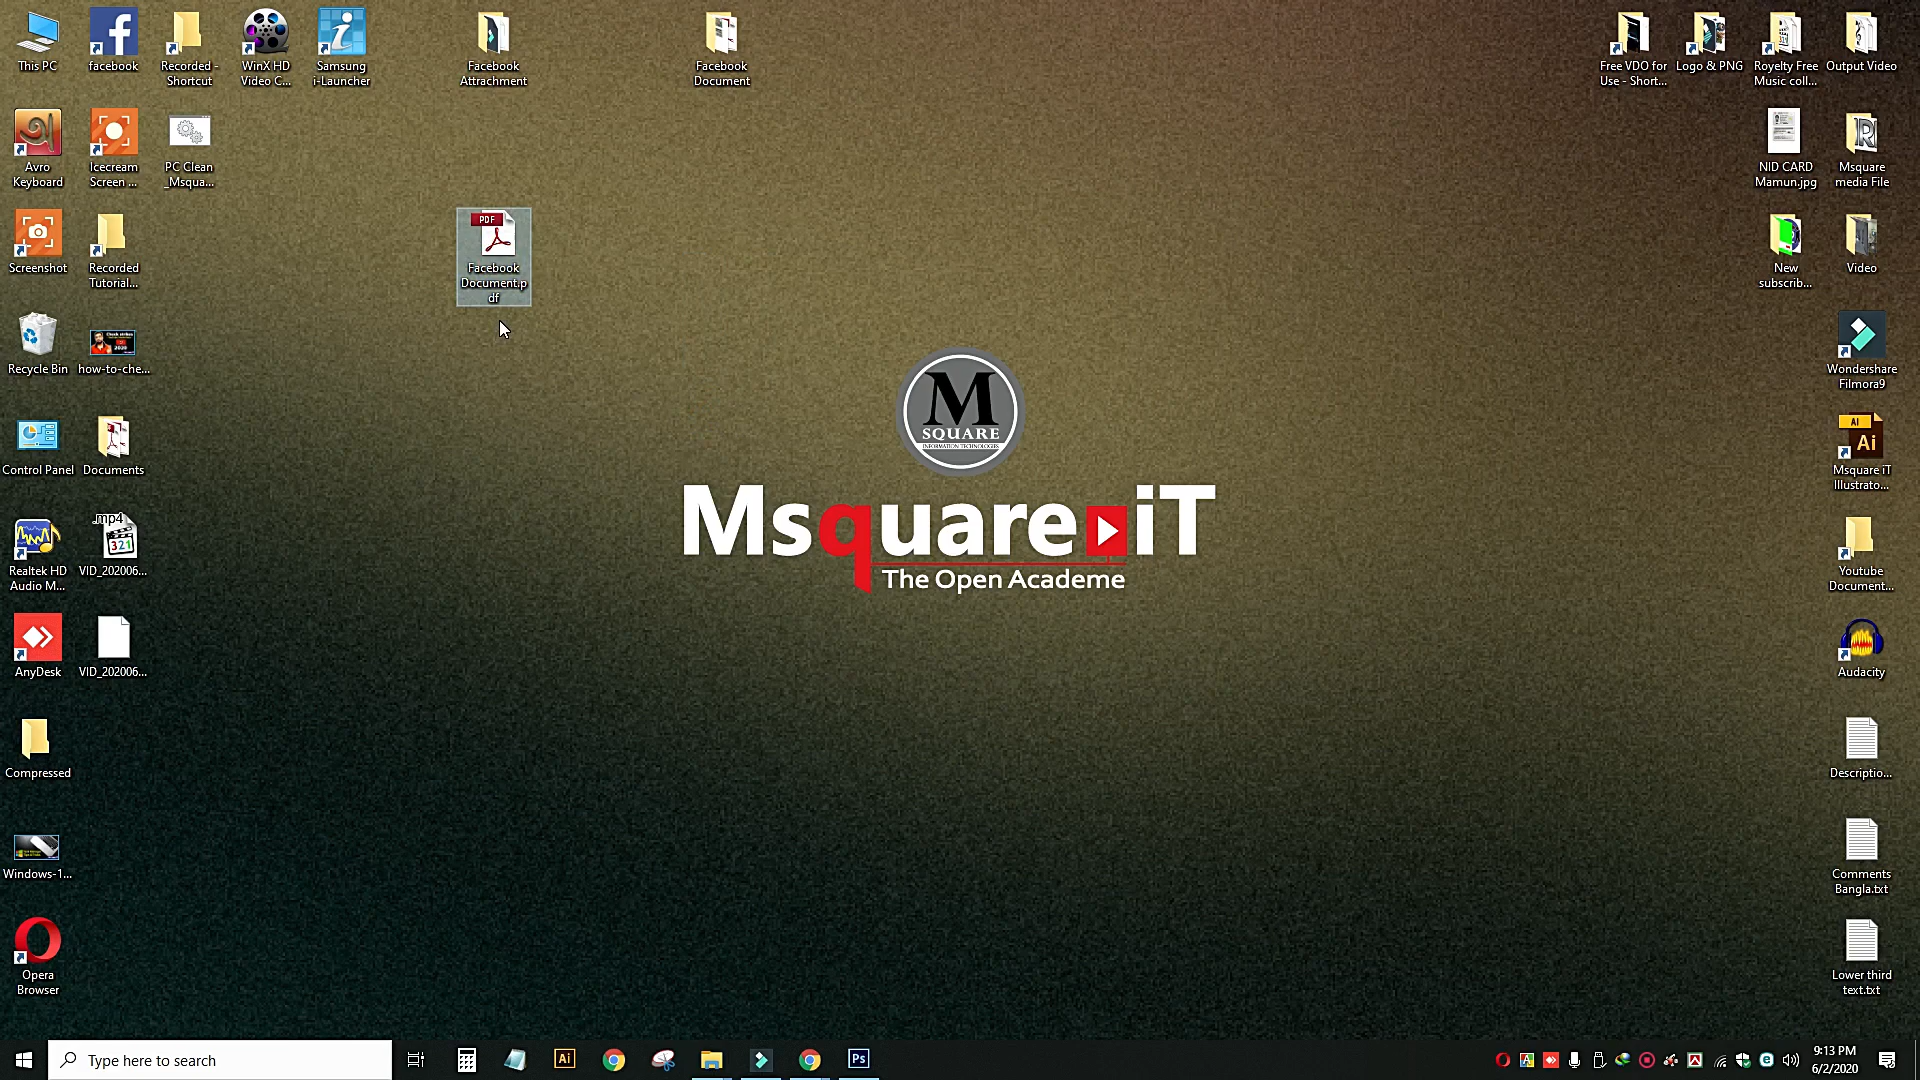 This PC
facebook
Recorded -
Shortcut
WinX HD
Video C...
Samsung
i-Launcher
Facebook
Attrachment
Facebook
Document
Free VDO for
Use - Short...
Logo & PNG
Royelty Free
Music coll...
Output Video
Avro
Keyboard
Icecream
Screen ...
PC Clean
_Msqua...
NID CARD
Mamun.jpg
Msquare
media File
Screenshot
Recorded
Tutorial...
PDF
Facebook
Document.p
df
New
subscrib...
Video
Recycle Bin
how-to-che...
Wondershare
Filmora9
M
SQUARE
INFORMATION TECHNOLOGIES
Control Panel
Documents
AI
Ai
Msquare iT
Illustrato...
Msquare iT
The Open Academe
.mp4
321
Realtek HD
Audio M...
VID_202006...
Youtube
Document...
AnyDesk
VID_202006...
Audacity
Compressed
Descriptio...
Windows-1...
Comments
Bangla.txt
Opera
Browser
Lower third
text.txt
Type here to search
Ai
Ps
9:13 PM
6/2/2020